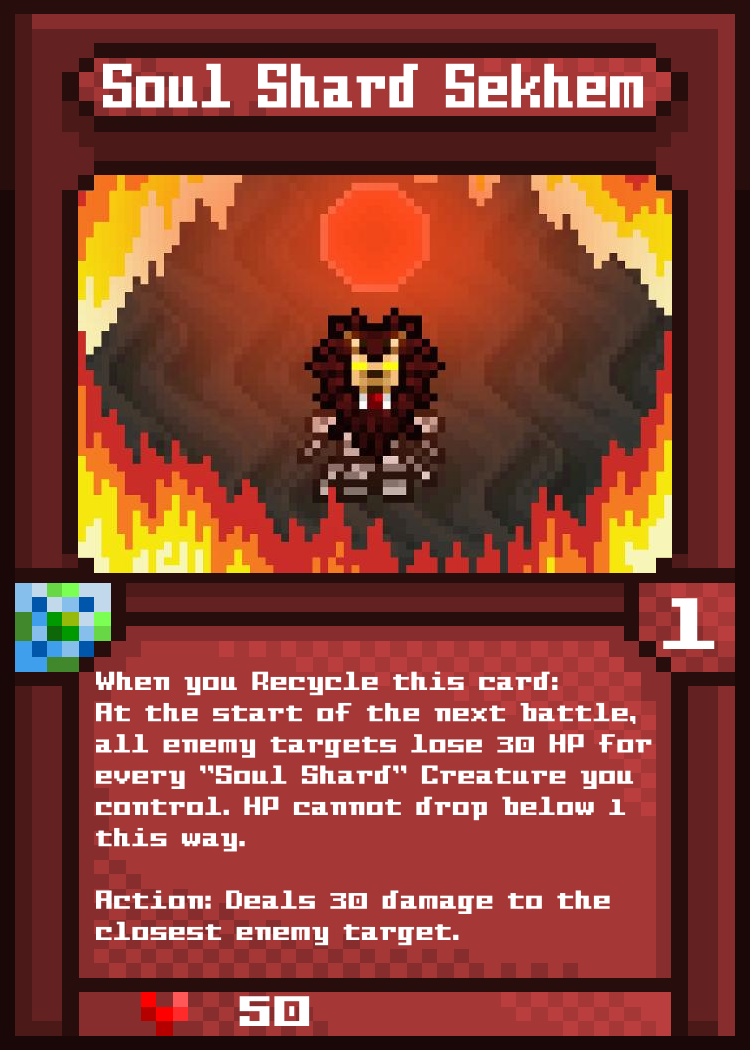 Soul Shard Sekhem
1
When you Recycle this card:
At the start of the next battle,
all enemy targets lose 30 HP for
every "Soul Shard" Creature you
control. HP cannot drop below 1
this way.
Action: Deals 30 damage to the
closest enemy target.
50